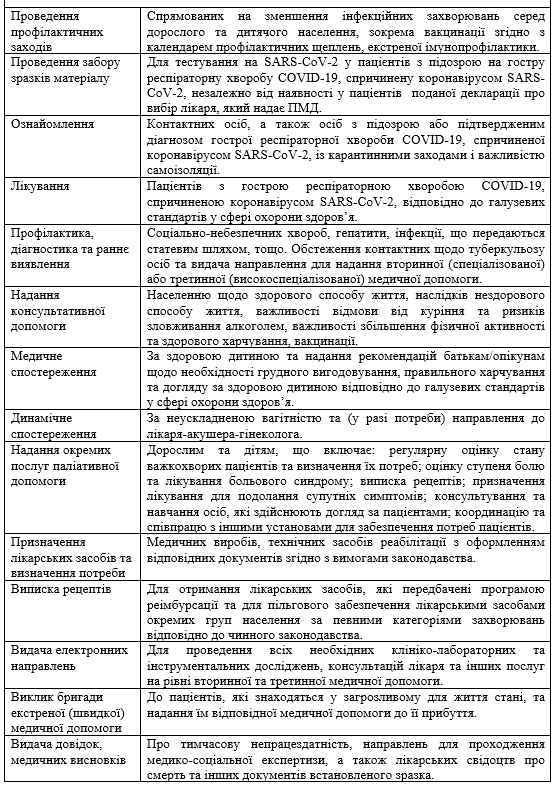 Проведення
профілактичних
заходів
Спрямованих на зменшення інфекційних захворювань серед
дорослого та дитячого населення, зокрема вакцинації згідно з
календарем профілактичних щеплень, екстреної імунопрофілактики.
Проведення забору
зразків матеріалу
Для тестування на SARS-CoV-2 у пацієнтів з підозрою на гостру
респіраторну хворобу COVID-19, спричинену коронавірусом SARS-
CoV-2, незалежно від наявності у пацієнтів поданої декларації про
вибір лікаря, який надає ПМД.
Ознайомлення
Контактних осіб, а також осіб з підозрою або підтвердженим
діагнозом гострої респіраторної хвороби COVID-19, спричиненої
коронавірусом SARS-CoV-2, із карантинними заходами і важливістю
самоізоляції.
Лікування
Пацієнтів з гострою респіраторною хворобою COVID-19,
спричиненою коронавірусом SARS-CoV-2, відповідно до галузевих
стандартів у сфері охорони здоров’я.
Профілактика,
діагностика та раннє
виявлення
Соціально-небезпечних хвороб, гепатити, інфекції, що передаються
статевим шляхом, тощо. Обстеження контактних щодо туберкульозу
осіб та видача направлення для надання вторинної (спеціалізованої)
або третинної (високоспеціалізованої) медичної допомоги.
Надання
консультативної
допомоги
Населенню щодо здорового способу життя, наслідків нездорового
способу життя, важливості відмови від куріння та ризиків
зловживання алкоголем, важливості збільшення фізичної активності
та здорового харчування, вакцинації.
Медичне
спостереження
За здоровою дитиною та надання рекомендацій батькам/опікунам
щодо необхідності грудного вигодовування, правильного харчування
та догляду за здоровою дитиною відповідно до галузевих стандартів
у сфері охорони здоров’я.
Динамічне
спостереження
За неускладненою вагітністю та (у разі потреби) направлення до
лікаря-акушера-гінеколога.
Надання окремих
послуг паліативної
допомоги
Дорослим та дітям, що включає: регулярну оцінку стану
важкохворих пацієнтів та визначення їх потреб; оцінку ступеня болю
та лікування больового синдрому; виписка рецептів; призначення
лікування для подолання супутніх симптомів; консультування та
навчання осіб, які здійснюють догляд за пацієнтами; координацію та
співпрацю з іншими установами для забезпечення потреб пацієнтів.
Призначення
лікарських засобів та
визначення потреби
Медичних виробів, технічних засобів реабілітації з оформленням
відповідних документів згідно з вимогами законодавства.
Виписка рецептів
Для отримання лікарських засобів, які передбачені програмою
реімбурсації та для пільгового забезпечення лікарськими засобами
окремих груп населення за певними категоріями захворювань
відповідно до чинного законодавства.
Видача електронних
направлень
Для проведення всіх необхідних клініко-лабораторних та
інструментальних досліджень, консультацій лікаря та інших послуг
на рівні вторинної та третинної медичної допомоги.
Виклик бригади
екстреної (швидкої)
медичної допомоги
До пацієнтів, які знаходяться у загрозливому для життя стані, та
надання їм відповідної медичної допомоги до її прибуття.
Видача довідок,
медичних висновків
Про тимчасову непрацездатність, направлень для проходження
медико-соціальної експертизи, а також лікарських свідоцтв про
смерть та інших документів встановленого зразка.